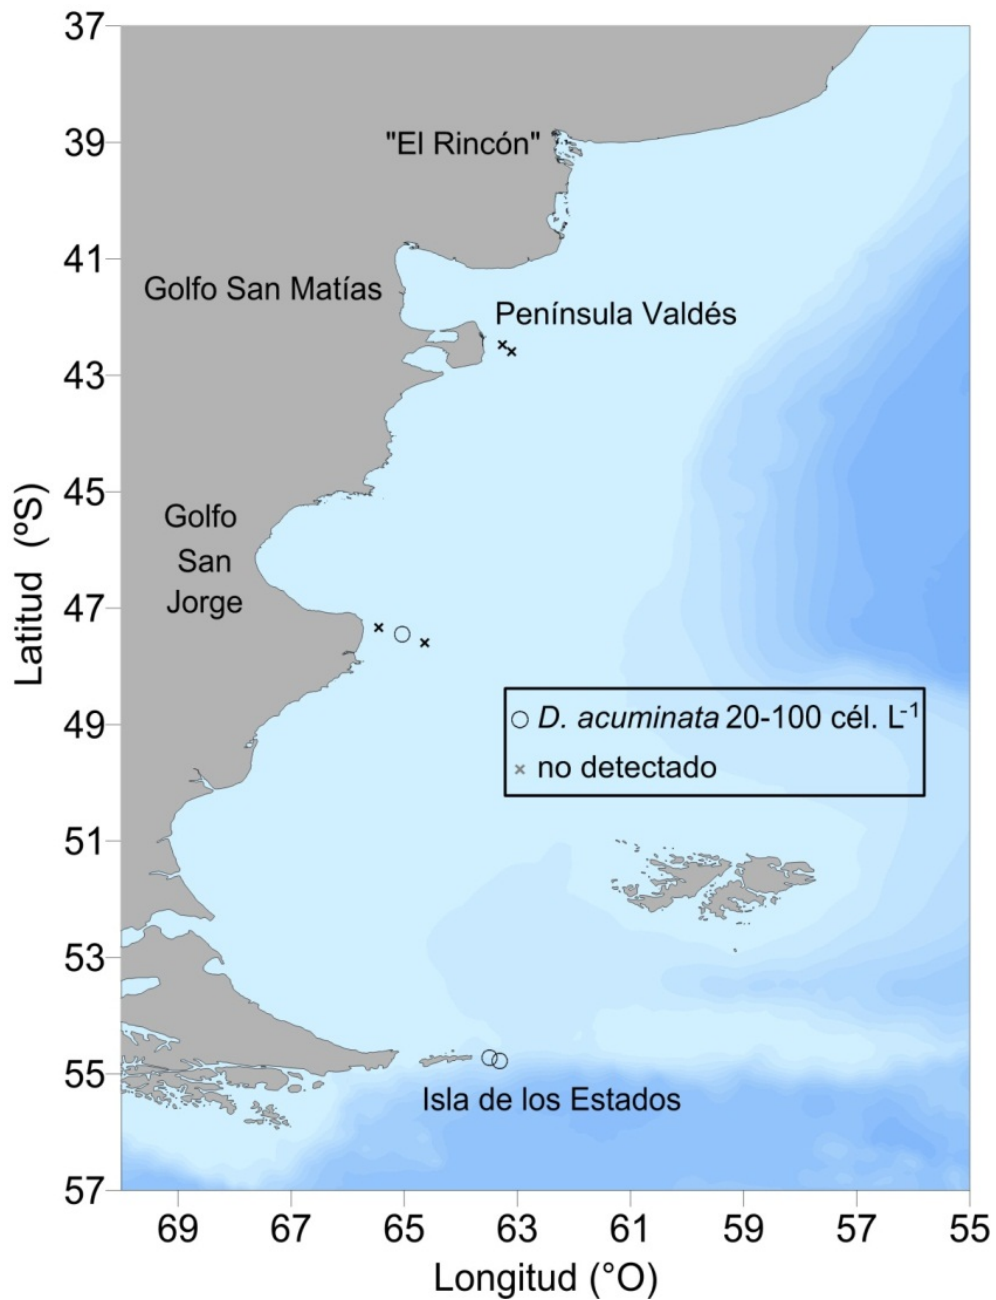 37
39
41
43
45
47
49
51
53
55
57
Latitud (ºS)
"El Rincón"
Golfo San Matías
Península Valdés
Golfo
San
Jorge
○ D. acuminata 20-100 cél. L⁻¹
× no detectado
Isla de los Estados
69 67 65 63 61 59 57 55
Longitud (°O)